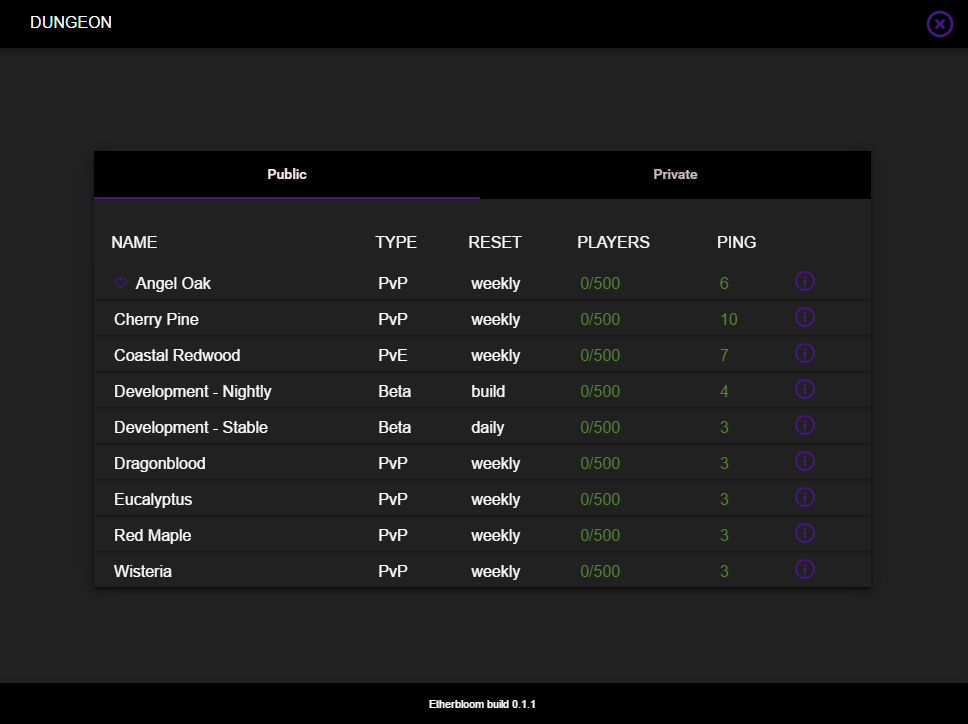 DUNGEON
Public Private
NAME TYPE RESET PLAYERS PING
Angel Oak PvP weekly 0/500 6
Cherry Pine PvP weekly 0/500 10
Coastal Redwood PvE weekly 0/500 7
Development - Nightly Beta build 0/500 4
Development - Stable Beta daily 0/500 3
Dragonblood PvP weekly 0/500 3
Eucalyptus PvP weekly 0/500 3
Red Maple PvP weekly 0/500 3
Wisteria PvP weekly 0/500 3
Etherbloom build 0.1.1